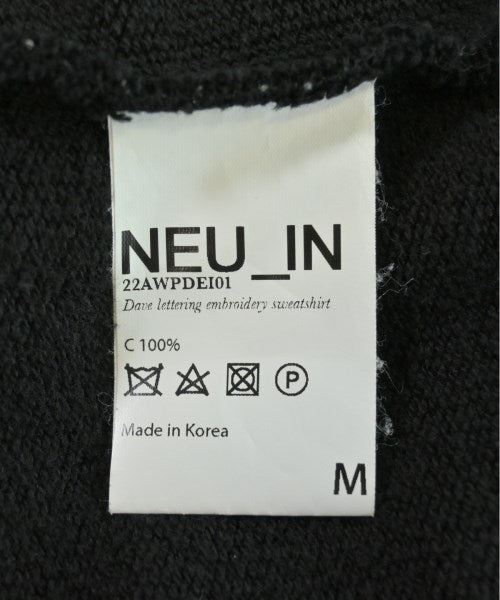 NEU_IN
22AWPDEI01
Dave lettering embroidery sweatshirt
C 100%
P
Made in Korea
M